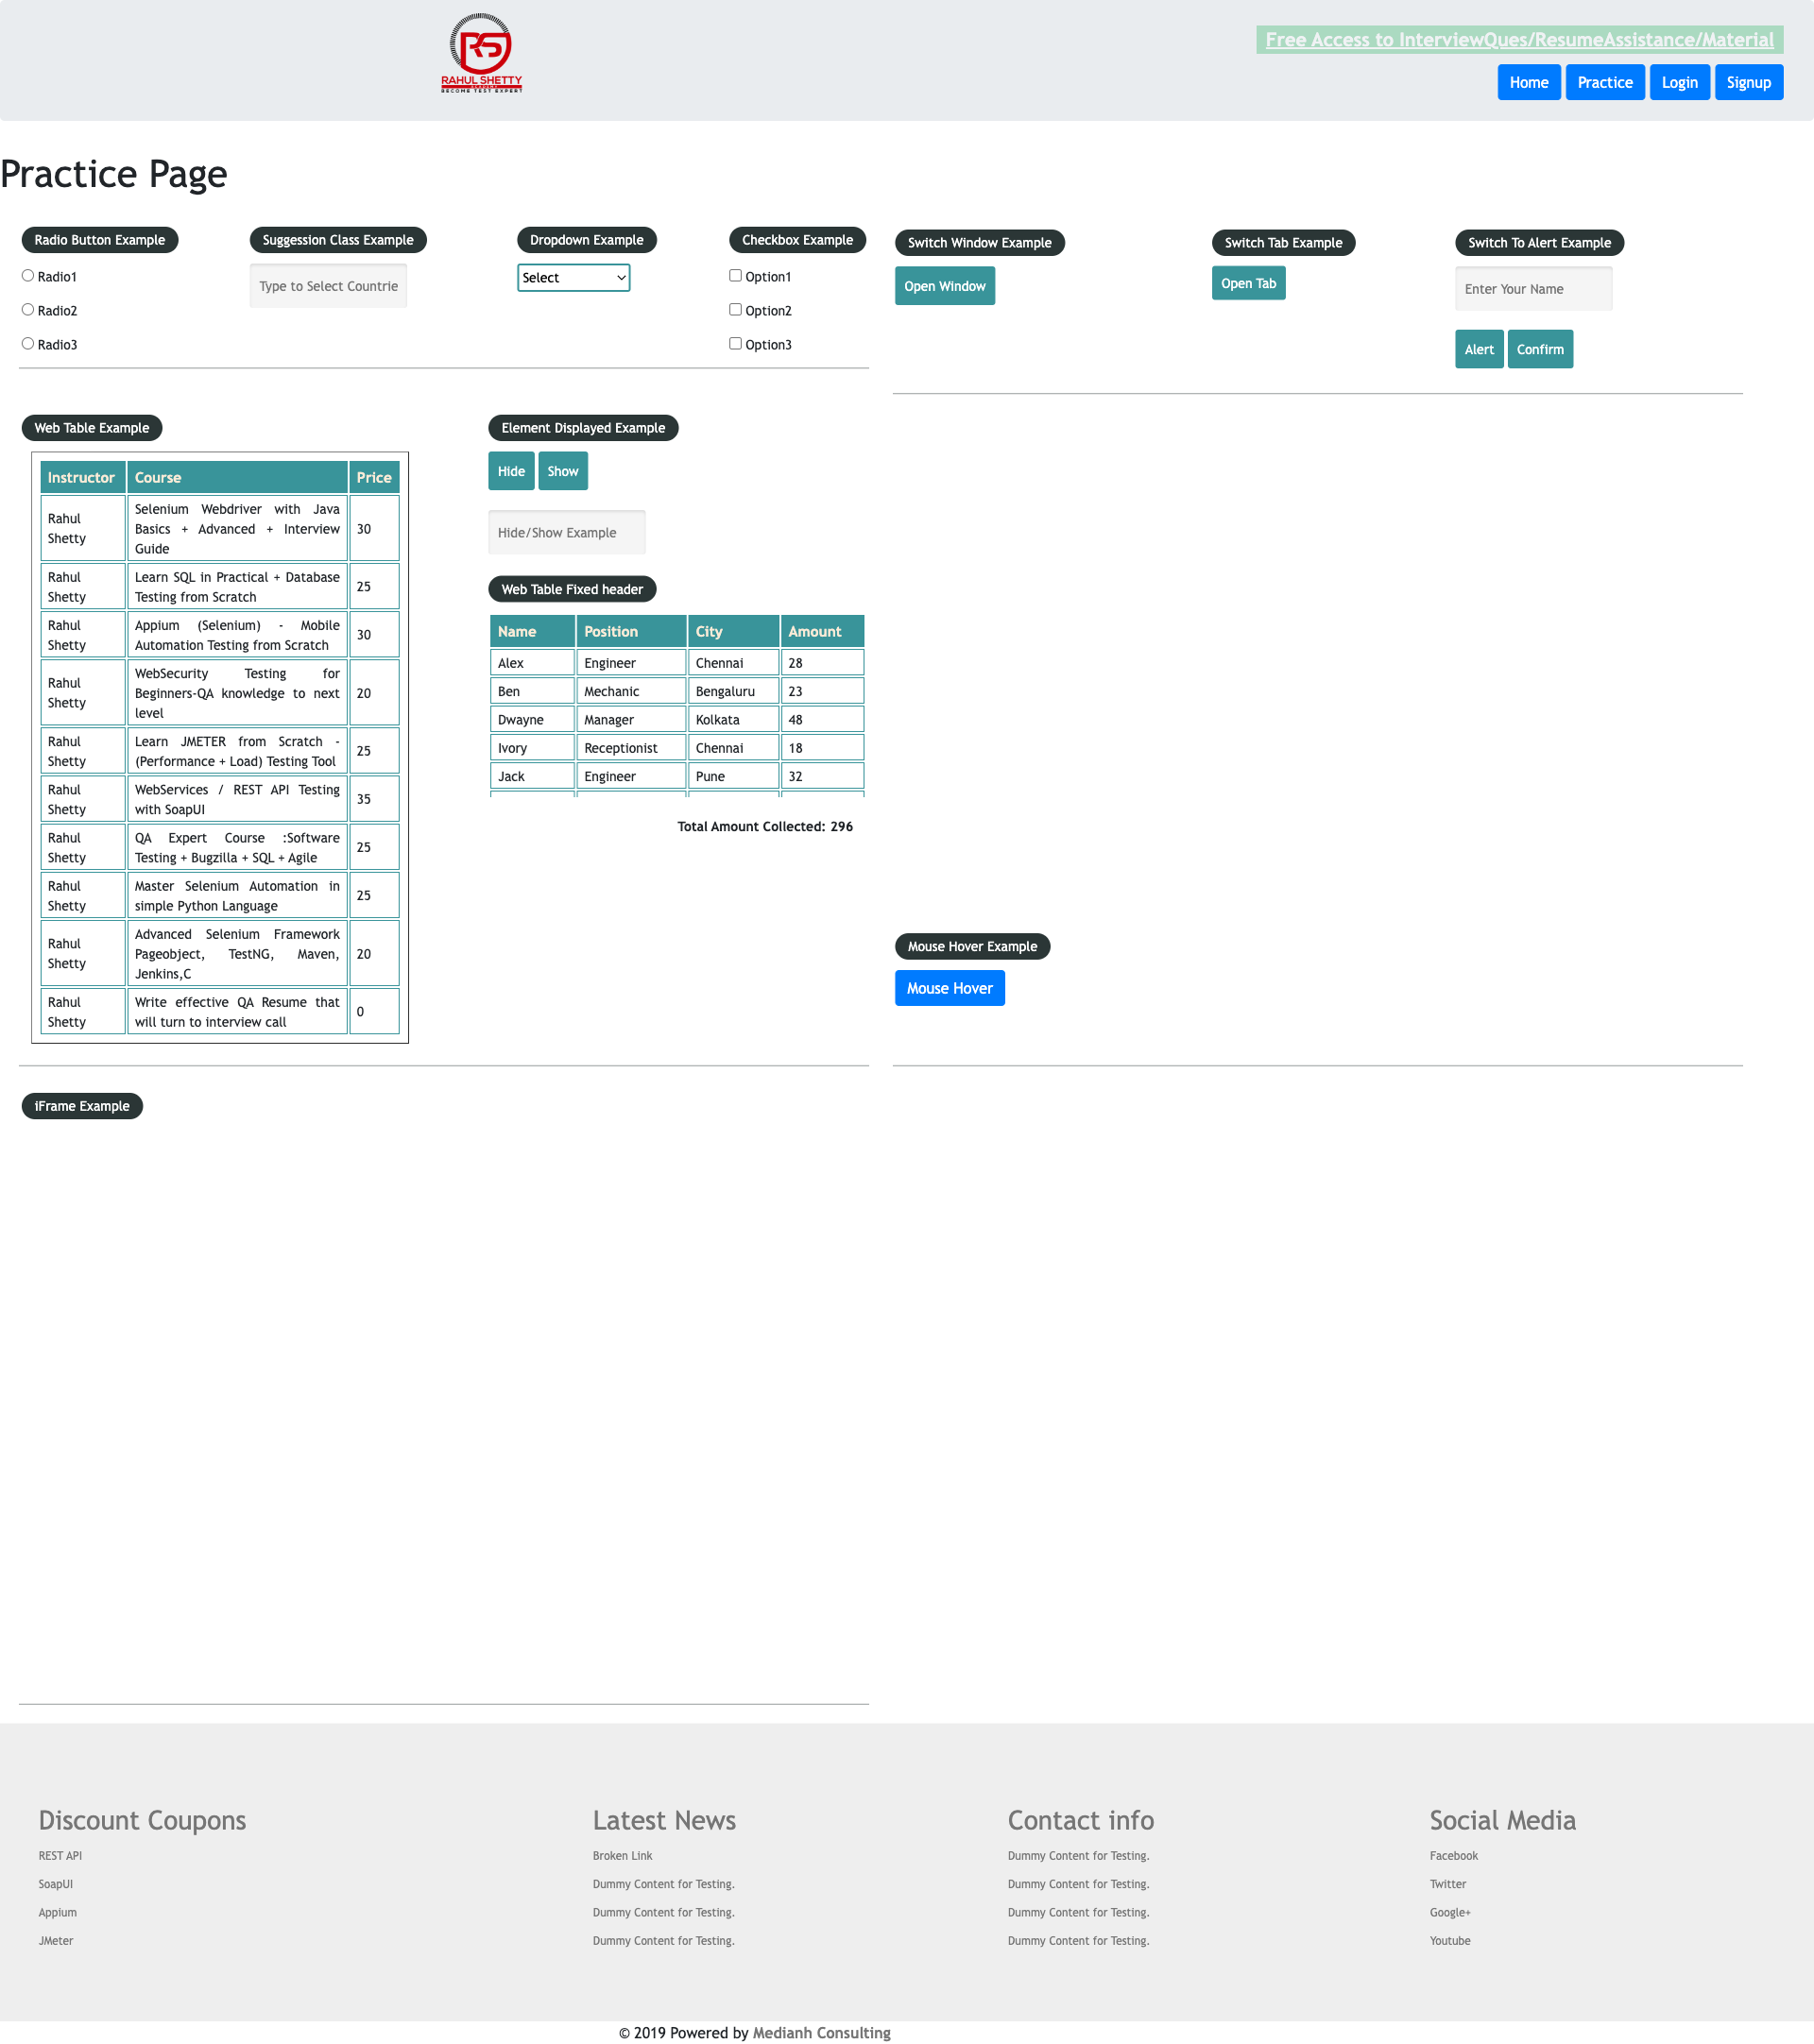 RS
RAHUL SHETTY
ACADEMY
BECOME TEST EXPERT
Free Access to InterviewQues/ResumeAssistance/Material
Home Practice Login Signup
Practice Page
Radio Button Example
Radio1
Radio2
Radio3
Suggession Class Example
Type to Select Countrie
Dropdown Example
Select
Checkbox Example
Option1
Option2
Option3
Switch Window Example
Open Window
Switch Tab Example
Open Tab
Switch To Alert Example
Enter Your Name
Alert Confirm
Web Table Example
Instructor Course Price
Rahul
Shetty
Selenium Webdriver with Java
Basics + Advanced + Interview
Guide
30
Rahul
Shetty
Learn SQL in Practical + Database
Testing from Scratch
25
Rahul
Shetty
Appium (Selenium) - Mobile
Automation Testing from Scratch
30
Rahul
Shetty
WebSecurity Testing for
Beginners-QA knowledge to next
level
20
Rahul
Shetty
Learn JMETER from Scratch -
(Performance + Load) Testing Tool
25
Rahul
Shetty
WebServices / REST API Testing
with SoapUI
35
Rahul
Shetty
QA Expert Course :Software
Testing + Bugzilla + SQL + Agile
25
Rahul
Shetty
Master Selenium Automation in
simple Python Language
25
Rahul
Shetty
Advanced Selenium Framework
Pageobject, TestNG, Maven,
Jenkins,C
20
Rahul
Shetty
Write effective QA Resume that
will turn to interview call
0
Element Displayed Example
Hide Show
Hide/Show Example
Web Table Fixed header
Name Position City Amount
Alex Engineer Chennai 28
Ben Mechanic Bengaluru 23
Dwayne Manager Kolkata 48
Ivory Receptionist Chennai 18
Jack Engineer Pune 32
Total Amount Collected: 296
Mouse Hover Example
Mouse Hover
iFrame Example
Discount Coupons
REST API
SoapUI
Appium
JMeter
Latest News
Broken Link
Dummy Content for Testing.
Dummy Content for Testing.
Dummy Content for Testing.
Contact info
Dummy Content for Testing.
Dummy Content for Testing.
Dummy Content for Testing.
Dummy Content for Testing.
Social Media
Facebook
Twitter
Google+
Youtube
© 2019 Powered by Medianh Consulting